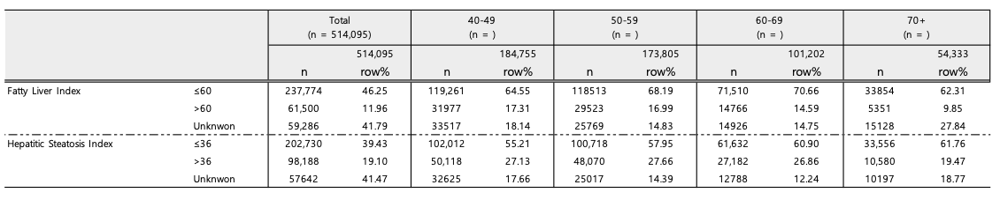 Total 40-49 50-59 60-69 70+
(n = 514,095) (n = ) (n = ) (n = ) (n = )
514,095 184,755 173,805 101,202 54,333
n row% n row% n row% n row% n row%
Fatty Liver Index ≤60 237,774 46.25 119,261 64.55 118513 68.19 71,510 70.66 33854 62.31
>60 61,500 11.96 31977 17.31 29523 16.99 14766 14.59 5351 9.85
Unknwon 59,286 41.79 33517 18.14 25769 14.83 14926 14.75 15128 27.84
Hepatitic Steatosis Index ≤36 202,730 39.43 102,012 55.21 100,718 57.95 61,632 60.90 33,556 61.76
>36 98,188 19.10 50,118 27.13 48,070 27.66 27,182 26.86 10,580 19.47
Unknwon 57642 41.47 32625 17.66 25017 14.39 12788 12.24 10197 18.77